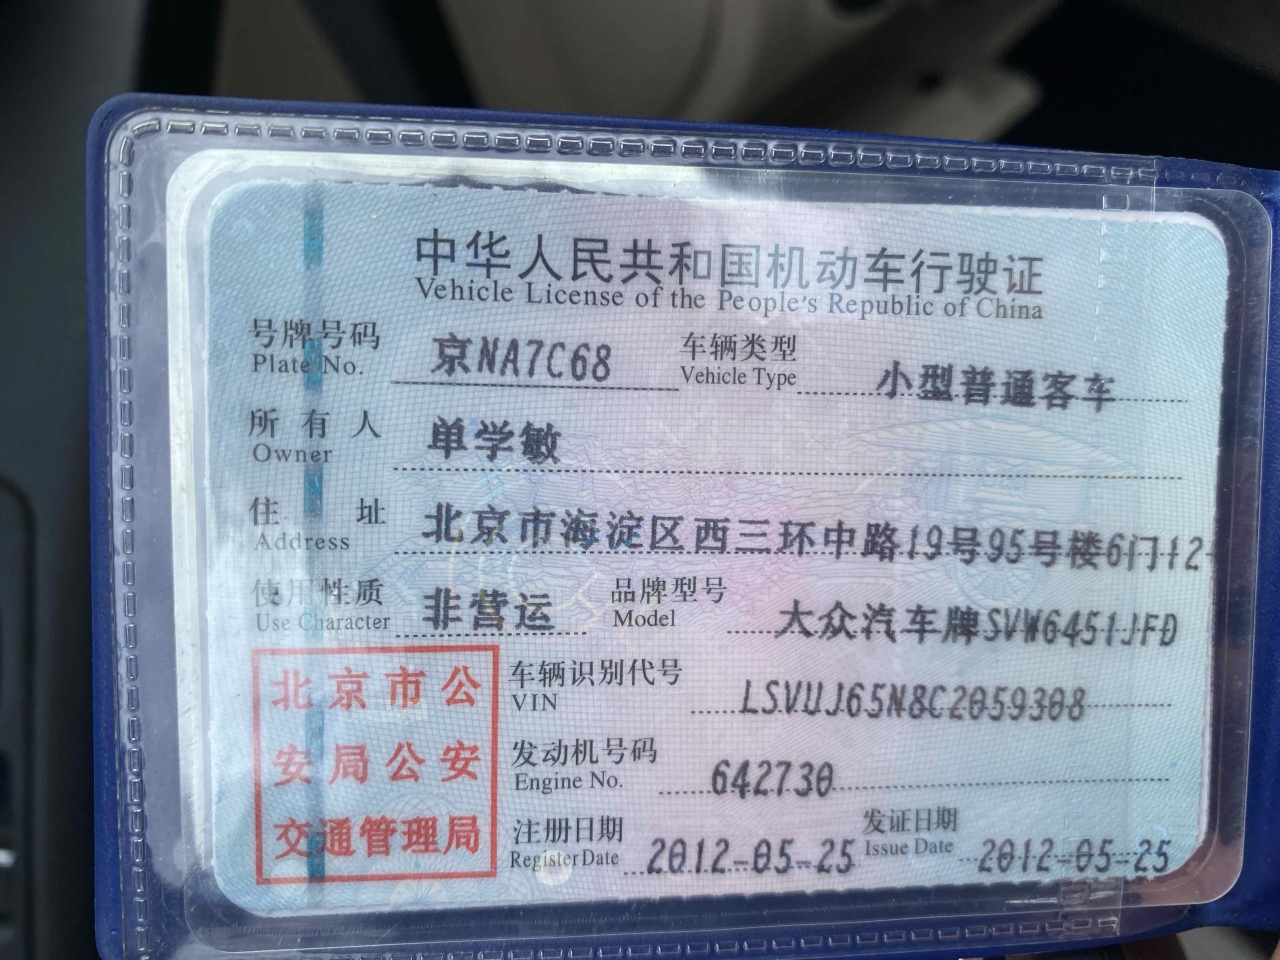 中华人民共和国机动车行驶证
Vehicle License of the People's Republic of China
号牌号码 京NA7C68 车辆类型 小型普通客车
Plate No. Vehicle Type
所有人 单学敏
Owner
住址 北京市海淀区西三环中路19号95号楼6门12
Address
使用性质 非营运 品牌型号 大众汽车牌SVW6451JFD
Use Character Model
北京市公
安局公安
交通管理局
车辆识别代号 LSVUJ65N8C2059308
VIN
发动机号码 642730
Engine No.
注册日期 2012-05-25 发证日期 2012-05-25
Register Date Issue Date